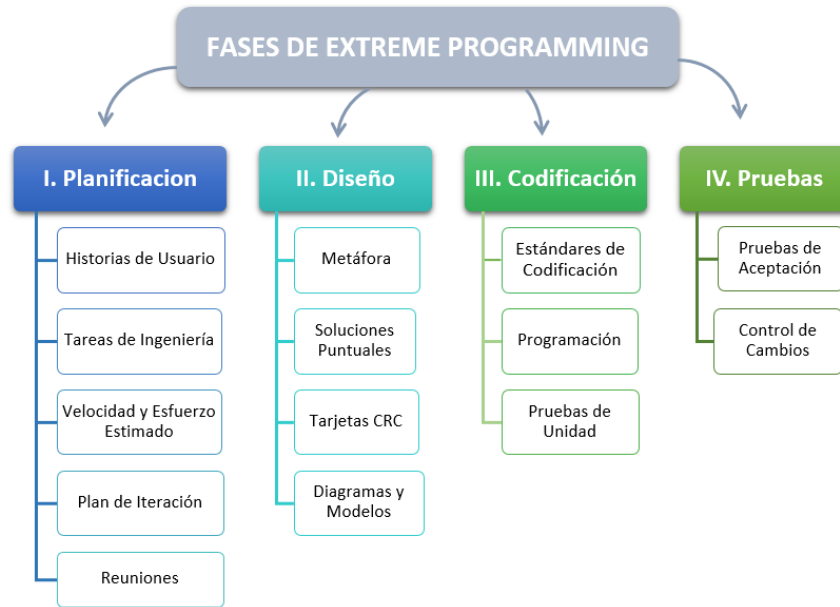 FASES DE EXTREME PROGRAMMING
I. Planificacion
Historias de Usuario
Tareas de Ingeniería
Velocidad y Esfuerzo
Estimado
Plan de Iteración
Reuniones
II. Diseño
Metáfora
Soluciones
Puntuales
Tarjetas CRC
Diagramas y
Modelos
III. Codificación
Estándares de
Codificación
Programación
Pruebas de
Unidad
IV. Pruebas
Pruebas de
Aceptación
Control de
Cambios